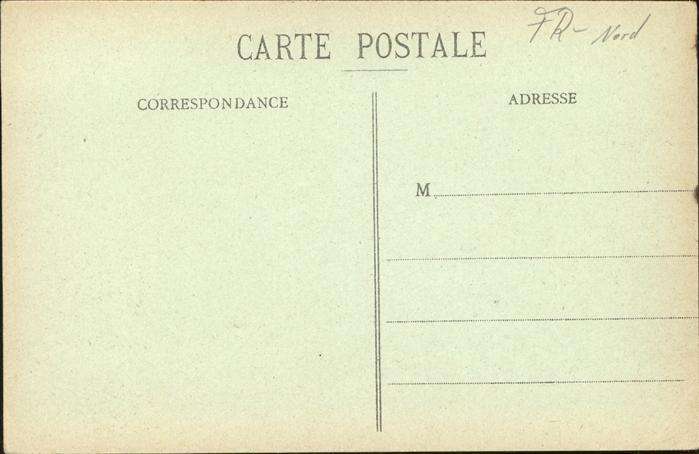 FR- Nord
CARTE POSTALE
CORRESPONDANCE
ADRESSE
M